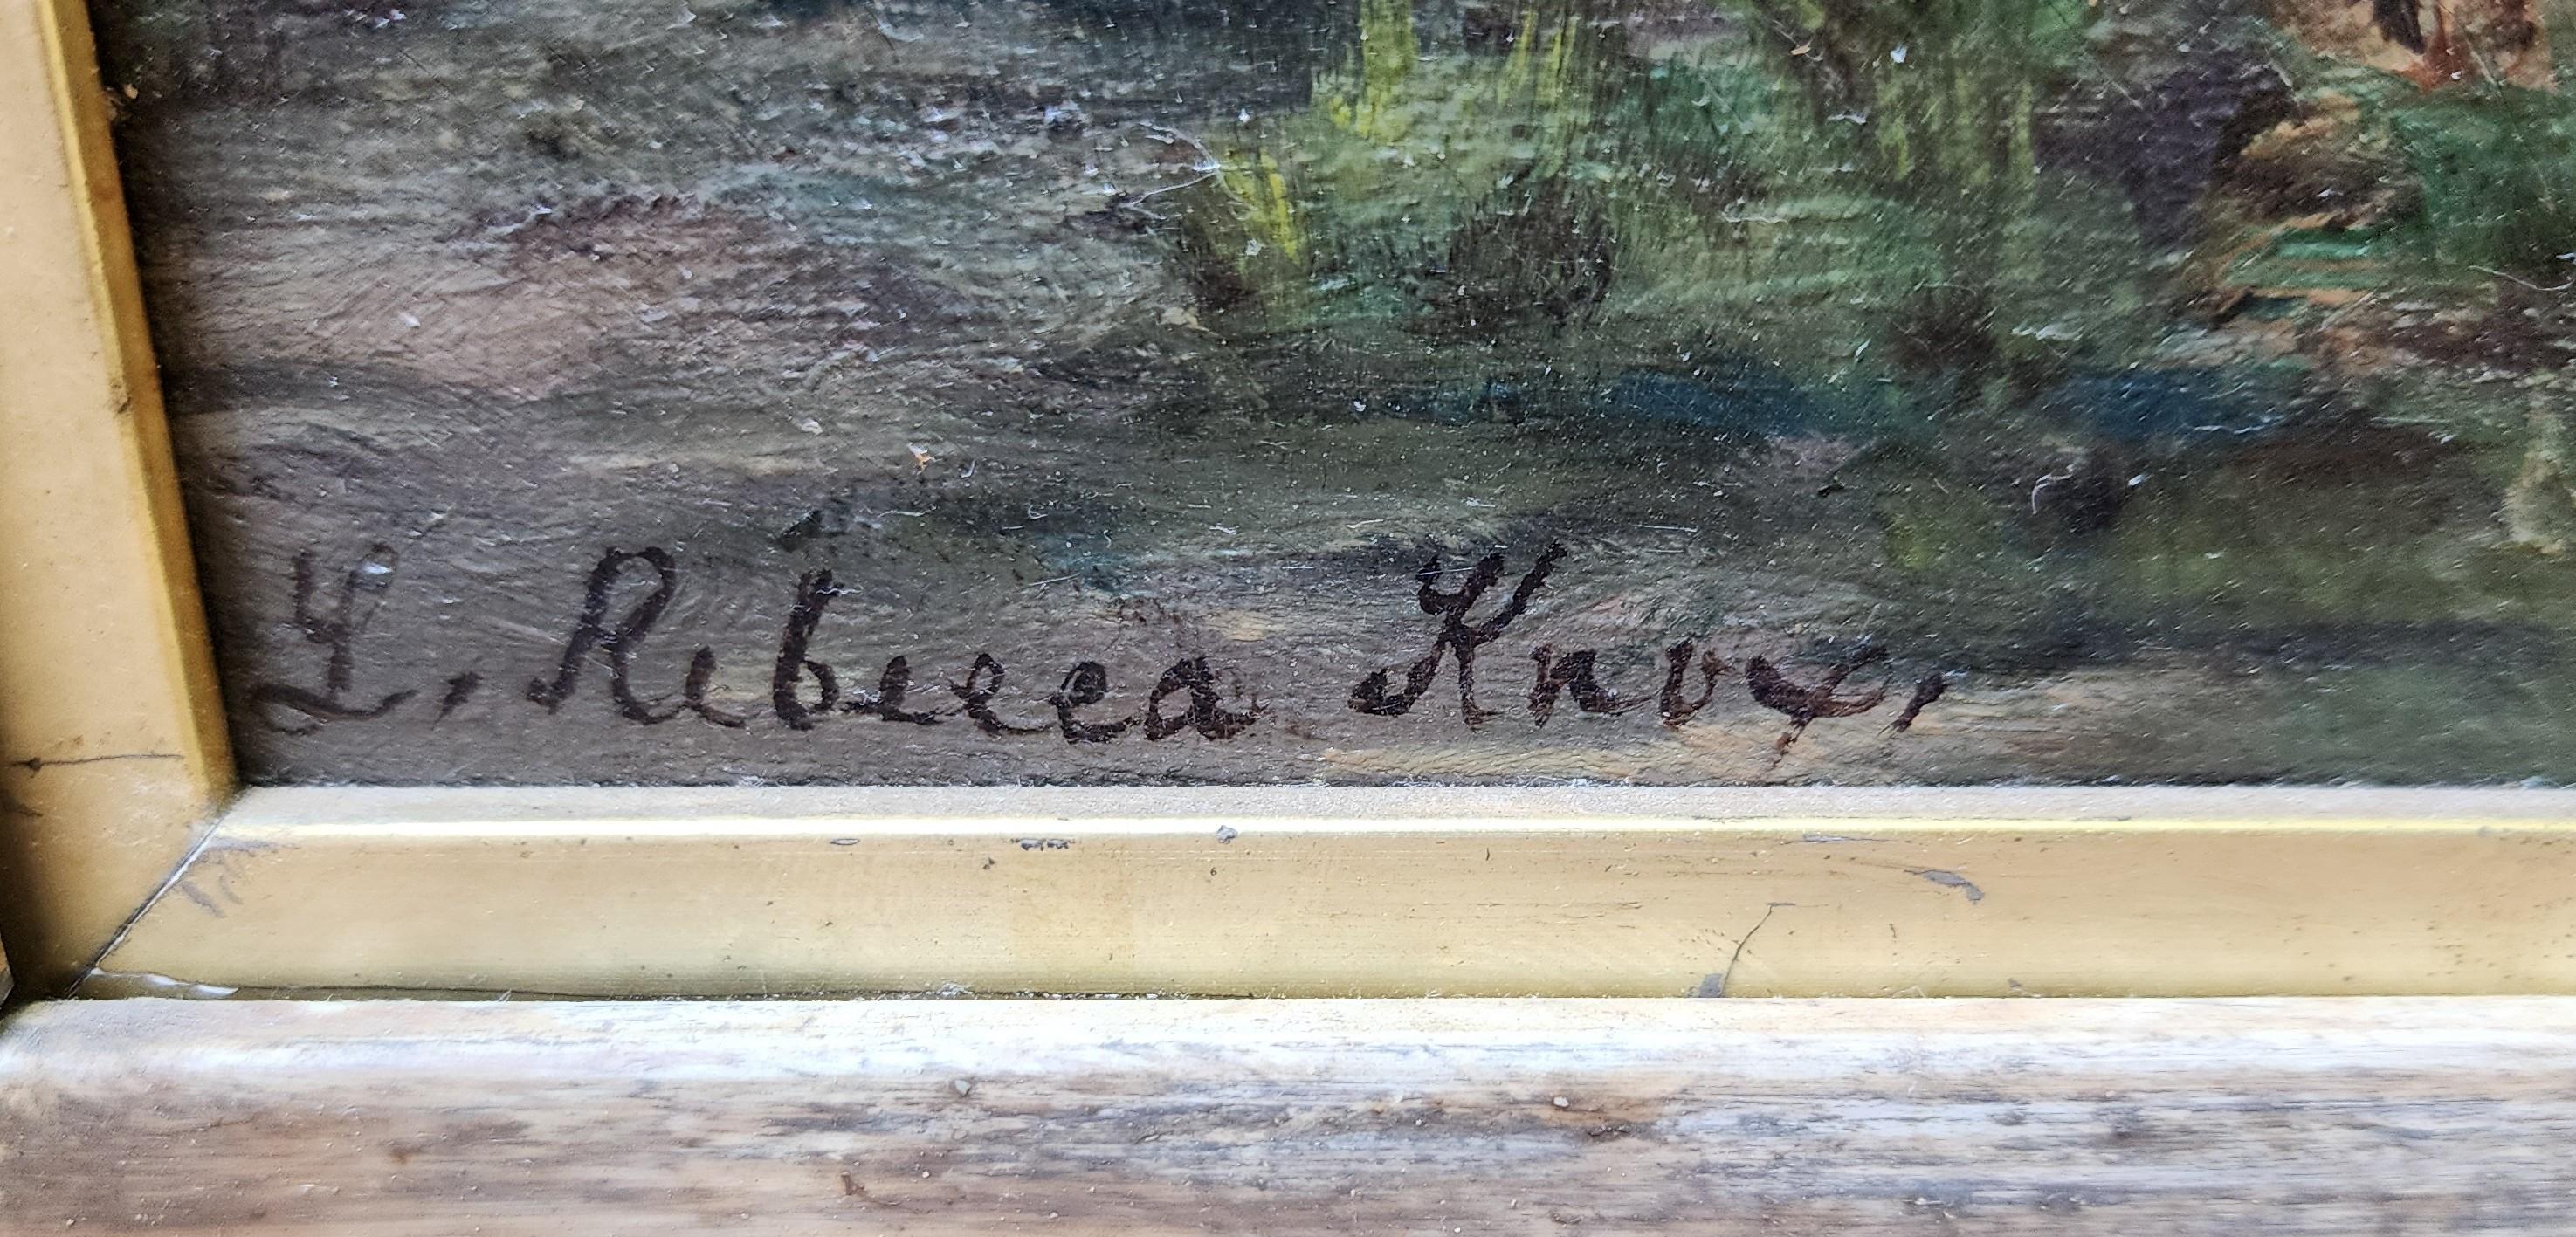 L. Rebecca Knox,